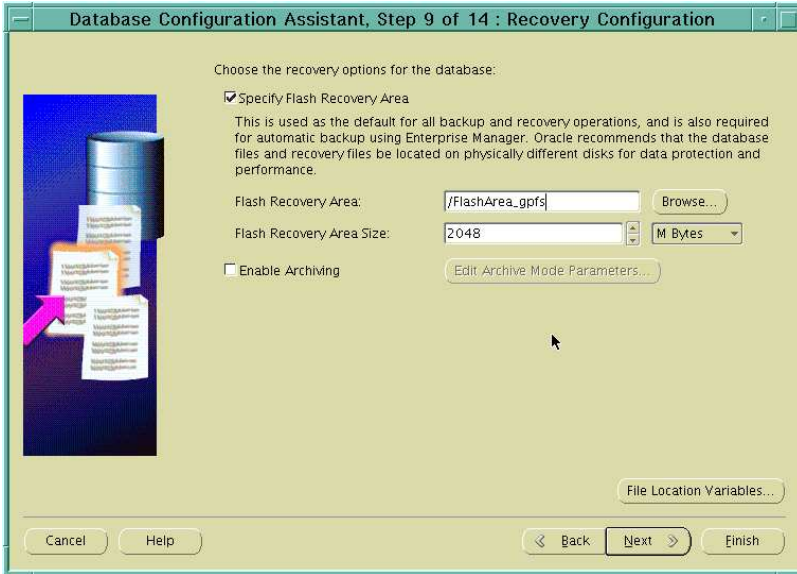 Database Configuration Assistant, Step 9 of 14 : Recovery Configuration
Choose the recovery options for the database:
Specify Flash Recovery Area
This is used as the default for all backup and recovery operations, and is also required
for automatic backup using Enterprise Manager. Oracle recommends that the database
files and recovery files be located on physically different disks for data protection and
performance.
Flash Recovery Area: /FlashArea_gpfs Browse...
Flash Recovery Area Size: 2048 M Bytes
Enable Archiving Edit Archive Mode Parameters...
File Location Variables...
Cancel Help Back Next Finish